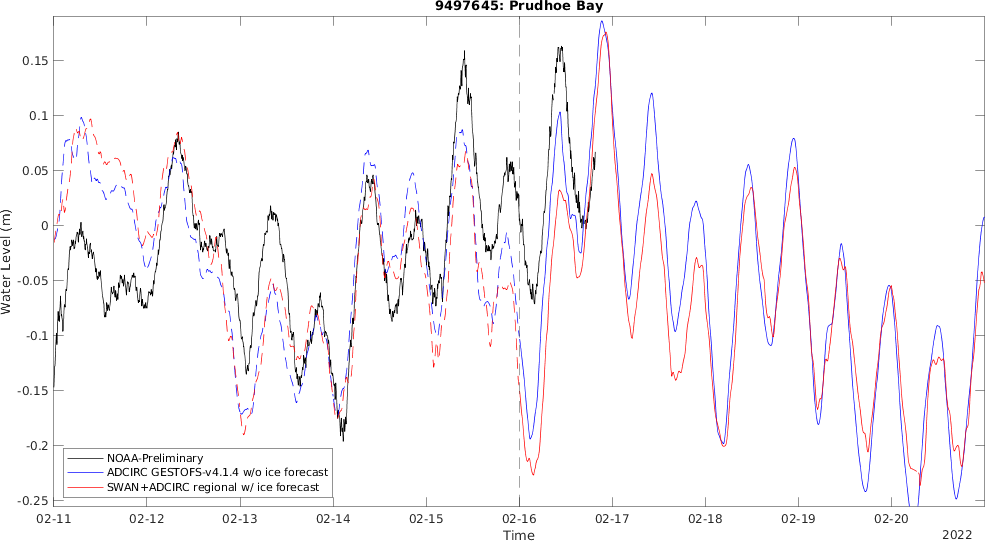 9497645: Prudhoe Bay
0.15
0.1
0.05
0
-0.05
-0.1
-0.15
-0.2
-0.25
Water Level (m)
NOAA-Preliminary
ADCIRC GESTOFS-v4.1.4 w/o ice forecast
SWAN+ADCIRC regional w/ ice forecast
02-11 02-12 02-13 02-14 02-15 02-16 02-17 02-18 02-19 02-20
Time
2022